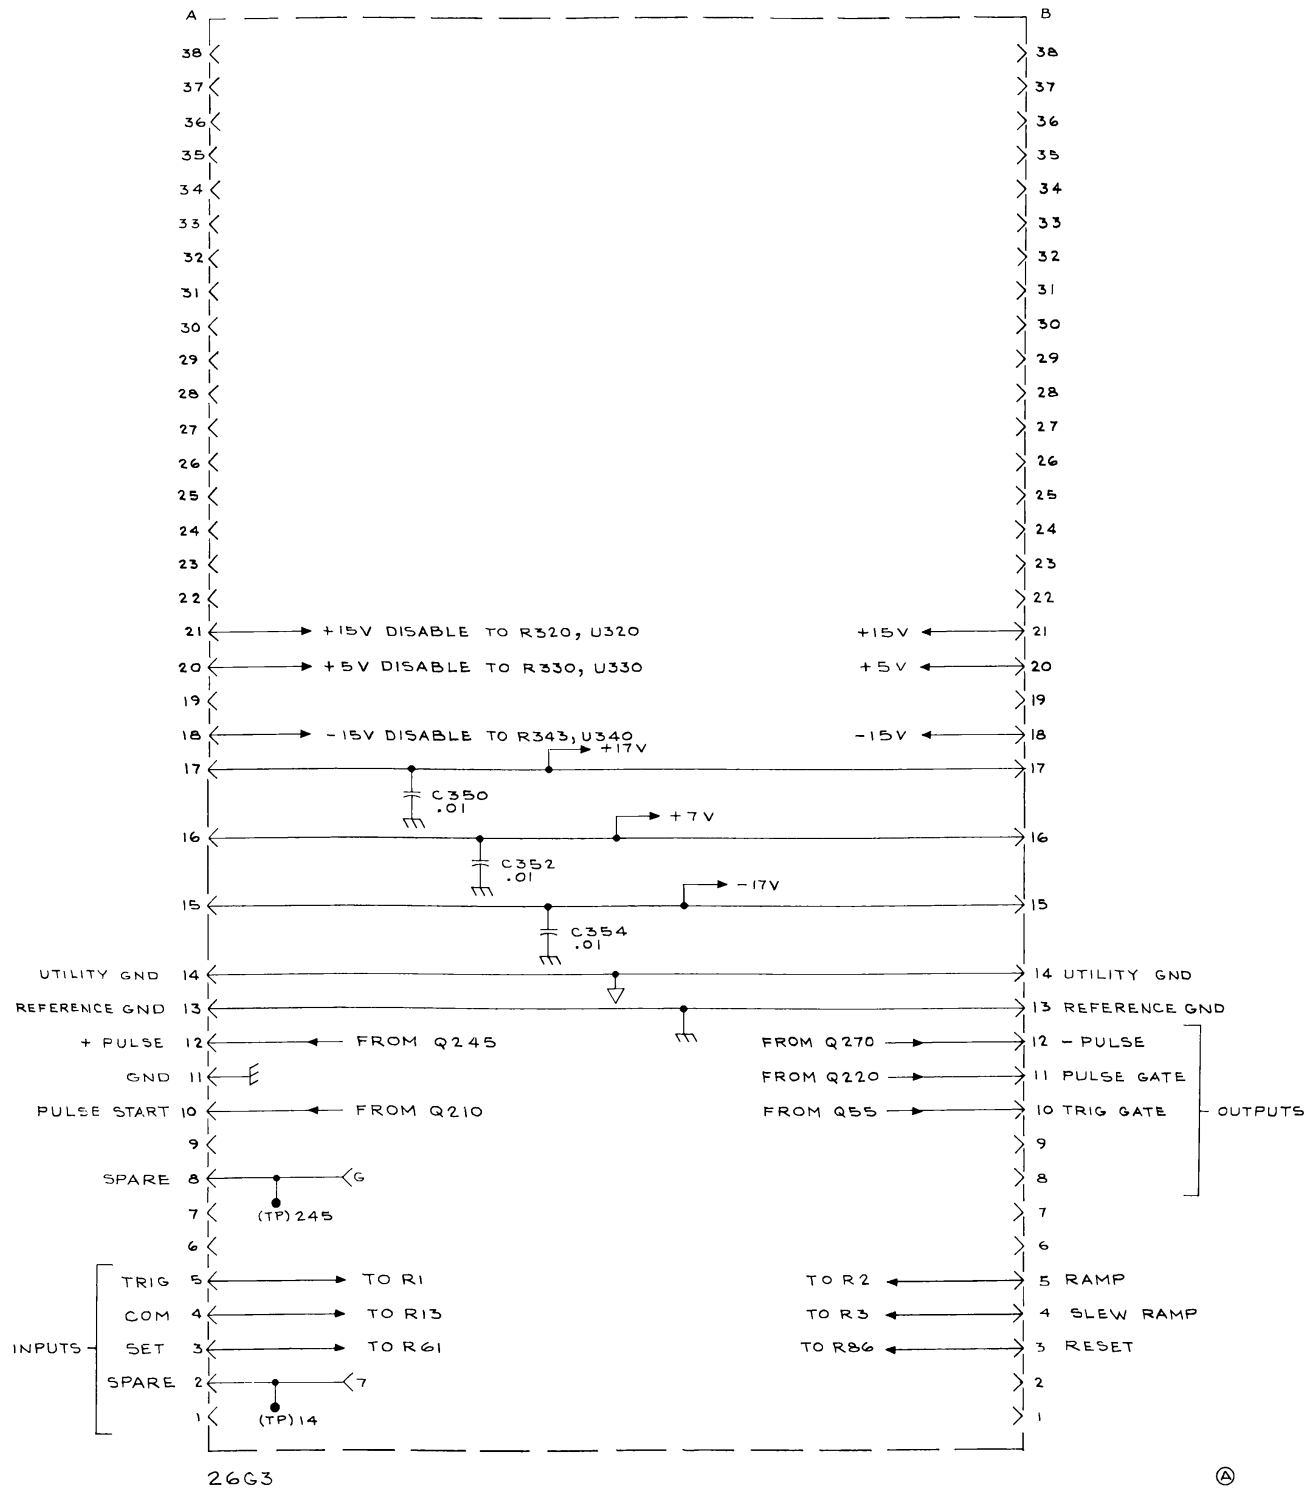 A B
38 38
37 37
36 36
35 35
34 34
33 33
32 32
31 31
30 30
29 29
28 28
27 27
26 26
25 25
24 24
23 23
22 22
21 +15V DISABLE TO R320, U320 +15V 21
20 +5V DISABLE TO R330, U330 +5V 20
19 19
18 -15V DISABLE TO R343, U340 -15V 18
+17V
17 17
C350
.01
+7V
16 16
C352
.01
-17V
15 15
C354
.01
UTILITY GND 14 14 UTILITY GND
REFERENCE GND 13 13 REFERENCE GND
+ PULSE 12 FROM Q245 FROM Q270 12 - PULSE
GND 11 FROM Q220 11 PULSE GATE
PULSE START 10 FROM Q210 FROM Q55 10 TRIG GATE OUTPUTS
9 9
SPARE 8 G 8
(TP) 245
7 7
6 6
TRIG 5 TO R1 TO R2 5 RAMP
COM 4 TO R13 TO R3 4 SLEW RAMP
INPUTS SET 3 TO R61 TO R86 3 RESET
SPARE 2 7 2
(TP) 14
1 1
26G3 A